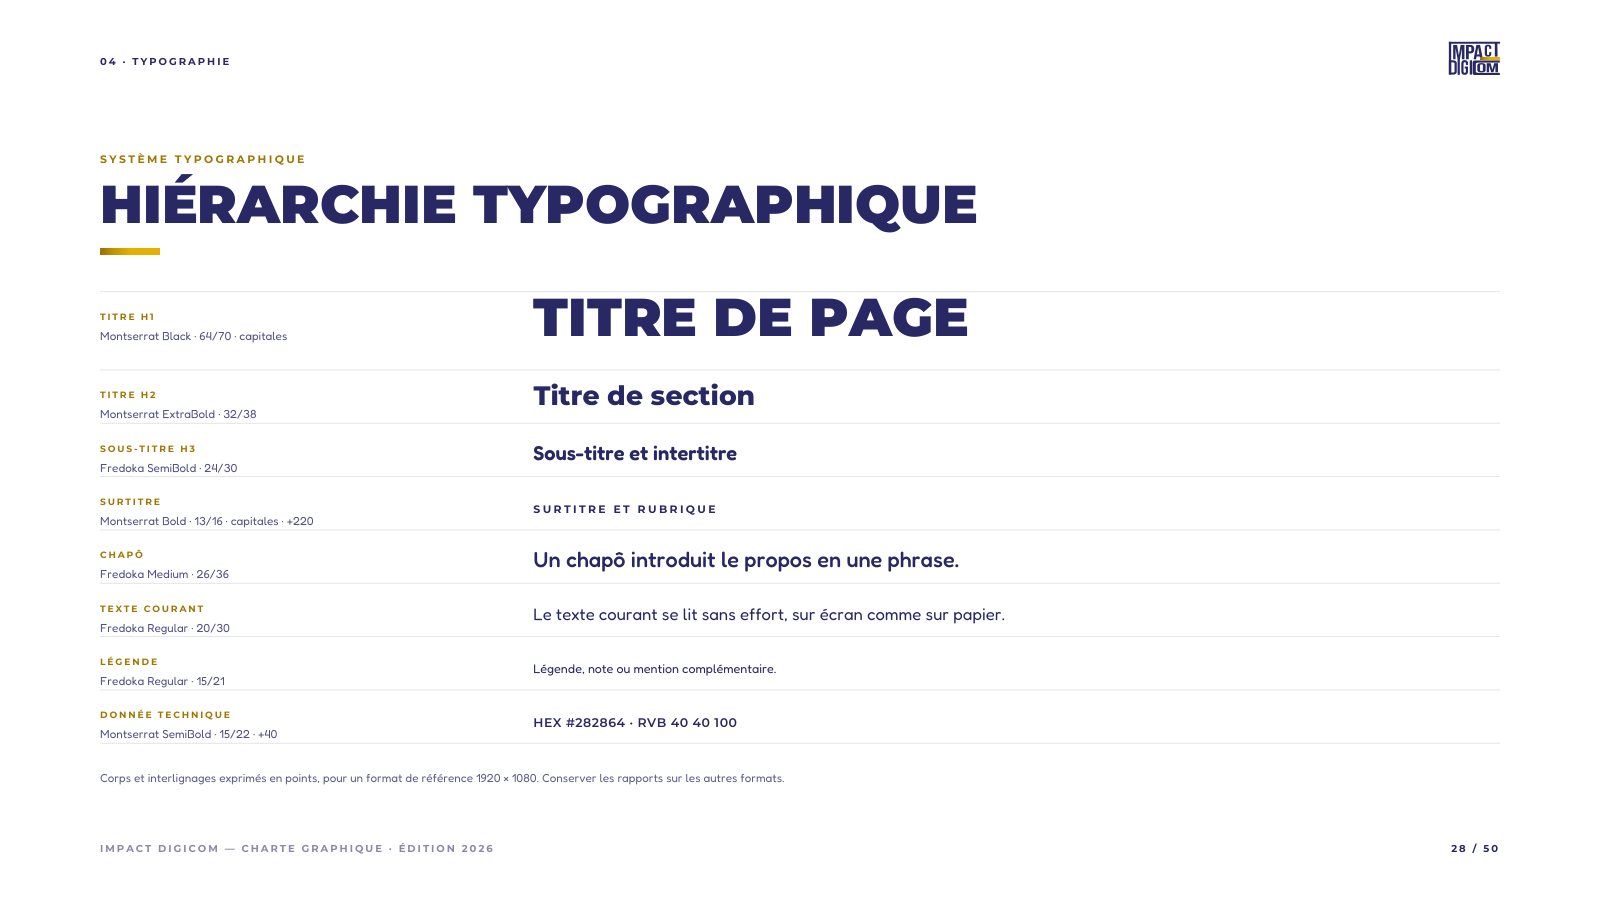 04 · TYPOGRAPHIE
IMPACT
DIGICOM
SYSTÈME TYPOGRAPHIQUE
HIÉRARCHIE TYPOGRAPHIQUE
TITRE H1
Montserrat Black · 64/70 · capitales
TITRE DE PAGE
TITRE H2
Montserrat ExtraBold · 32/38
Titre de section
SOUS-TITRE H3
Fredoka SemiBold · 24/30
Sous-titre et intertitre
SURTITRE
Montserrat Bold · 13/16 · capitales · +220
SURTITRE ET RUBRIQUE
CHAPÔ
Fredoka Medium · 26/36
Un chapô introduit le propos en une phrase.
TEXTE COURANT
Fredoka Regular · 20/30
Le texte courant se lit sans effort, sur écran comme sur papier.
LÉGENDE
Fredoka Regular · 15/21
Légende, note ou mention complémentaire.
DONNÉE TECHNIQUE
Montserrat SemiBold · 15/22 · +40
HEX #282864 · RVB 40 40 100
Corps et interlignages exprimés en points, pour un format de référence 1920 × 1080. Conserver les rapports sur les autres formats.
IMPACT DIGICOM — CHARTE GRAPHIQUE · ÉDITION 2026
28 / 50